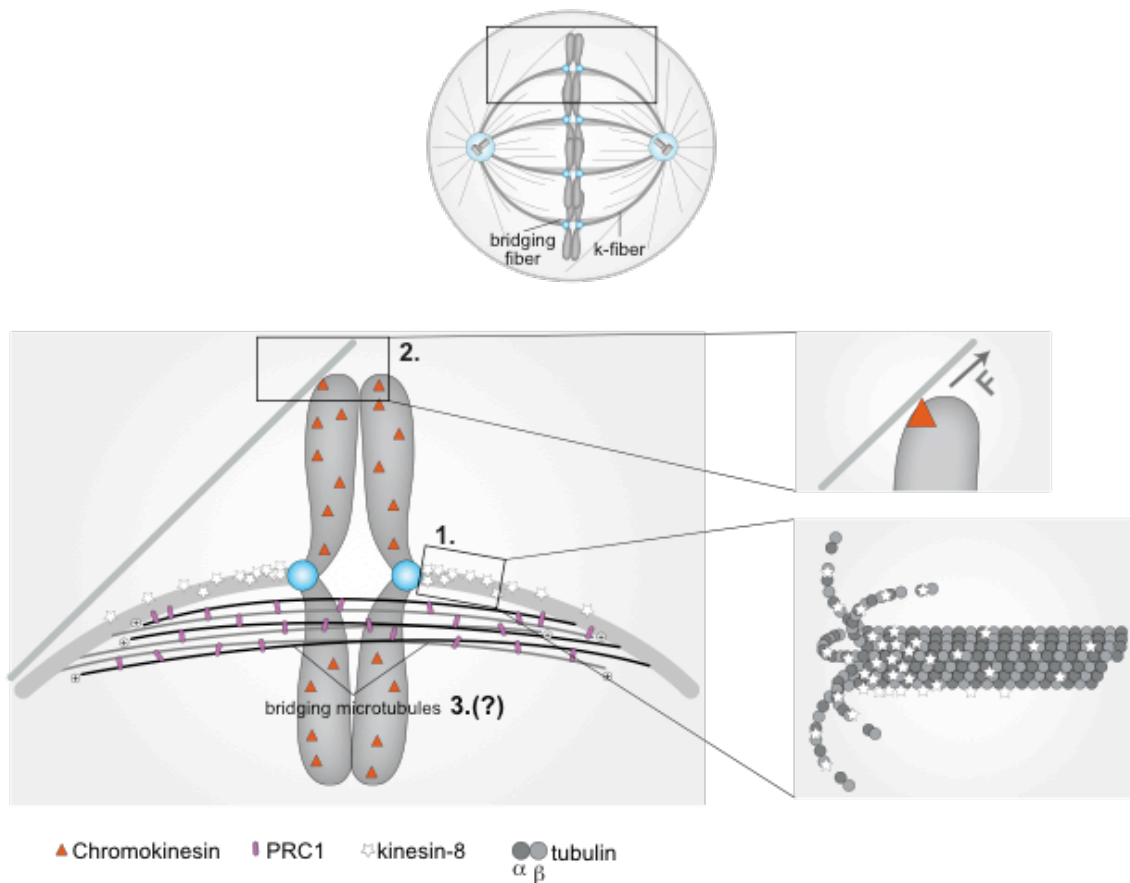 bridging
fiber
k-fiber
2.
F
1.
bridging microtubules 3.(?)
Chromokinesin PRC1 kinesin-8 tubulin
α β